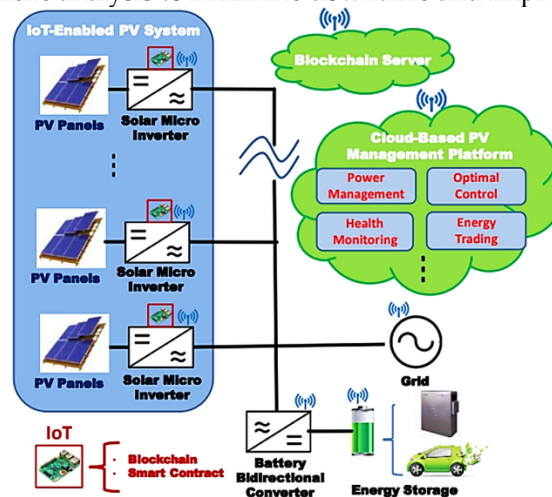 IoT-Enabled PV System
PV Panels
Solar Micro
Inverter
PV Panels
Solar Micro
Inverter
PV Panels
Solar Micro
Inverter
Blockchain Server
Cloud-Based PV
Management Platform
Power
Management
Optimal
Control
Health
Monitoring
Energy
Trading
Grid
IoT
Blockchain
Smart Contract
Battery
Bidirectional
Converter
Energy Storage